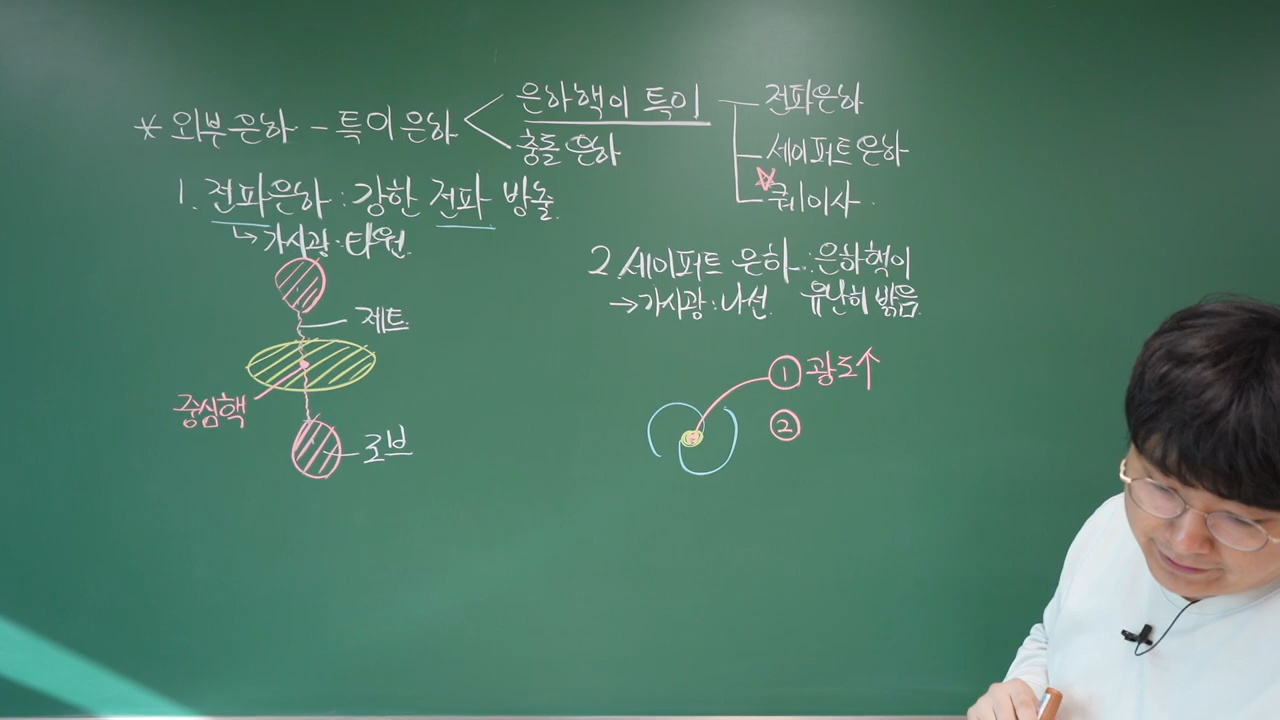 * 외부은하 - 특이은하
은하핵이 특이
충돌은하
전파은하
세이퍼트은하
퀘이사
1. 전파은하 : 강한 전파 방출
↳ 가시광 : 타원
제트
중심핵
로브
2. 세이퍼트 은하 : 은하핵이
유난히 밝음
→ 가시광 : 나선
① 광도↑
②